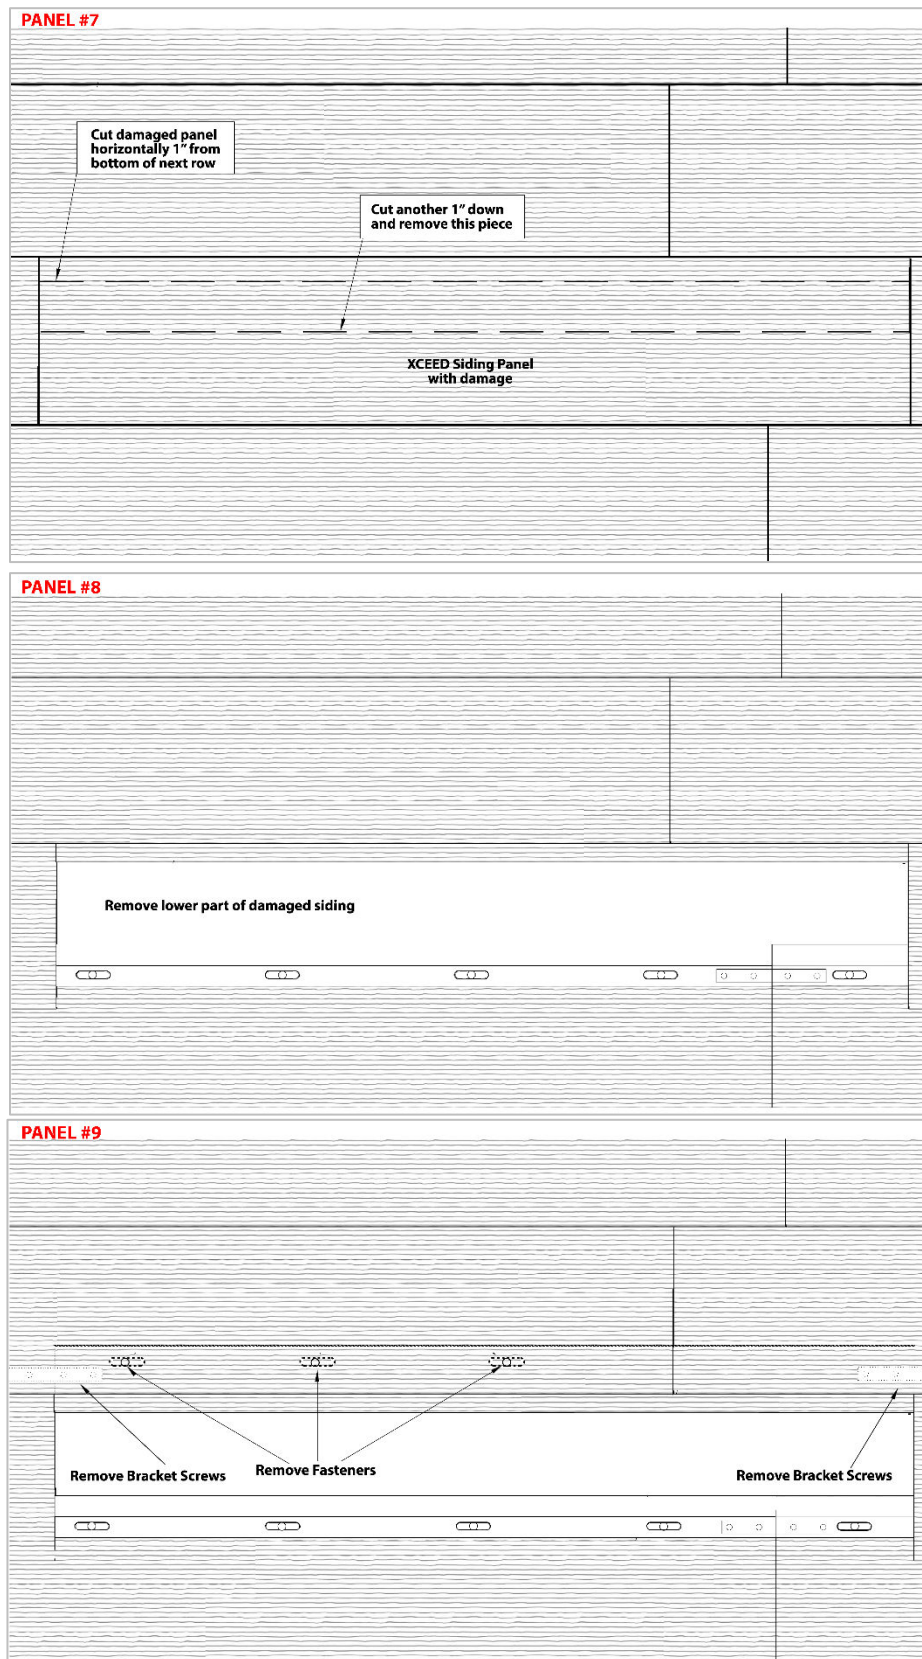 PANEL #7
Cut damaged panel
horizontally 1" from
bottom of next row
Cut another 1" down
and remove this piece
XCEED Siding Panel
with damage
PANEL #8
Remove lower part of damaged siding
PANEL #9
Remove Bracket Screws
Remove Fasteners
Remove Bracket Screws